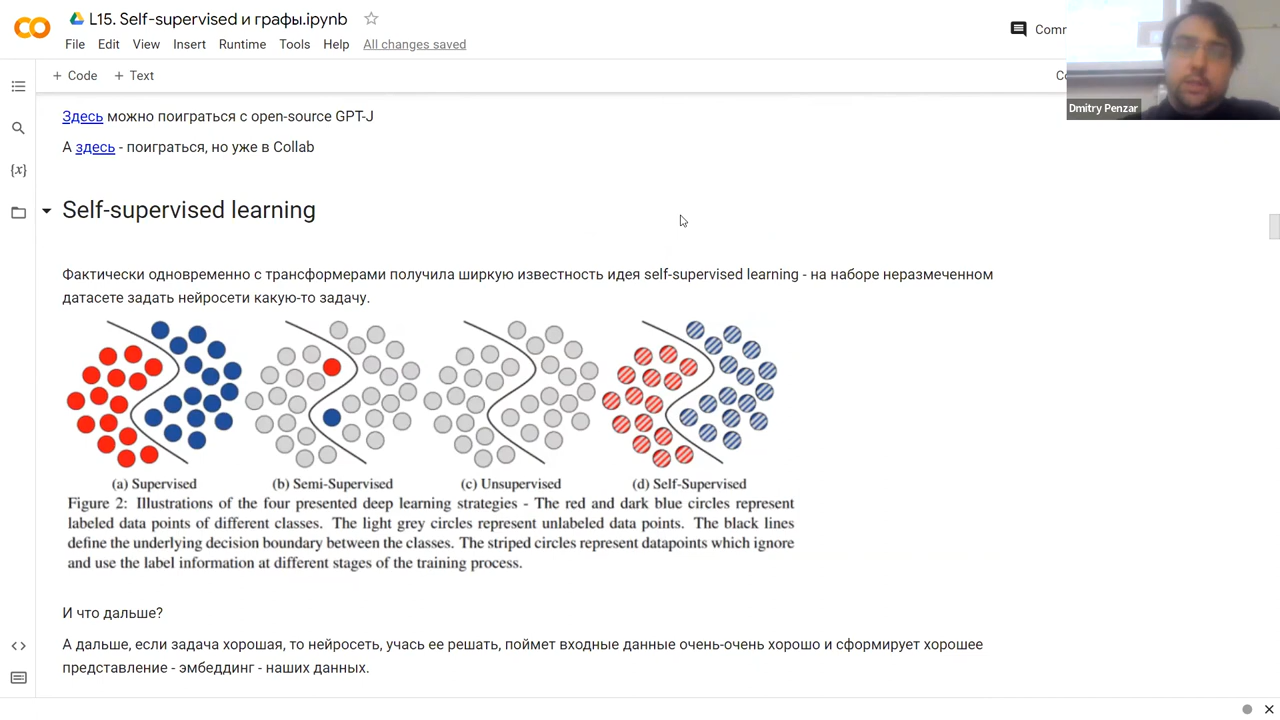 L15. Self-supervised и графы.ipynb
File Edit View Insert Runtime Tools Help All changes saved
Comm
+ Code + Text
Co
Dmitry Penzar
Здесь можно поиграться с open-source GPT-J
А здесь - поиграться, но уже в Collab
{x}
Self-supervised learning
Фактически одновременно с трансформерами получила ширкую известность идея self-supervised learning - на наборе неразмеченном
датасете задать нейросети какую-то задачу.
(a) Supervised (b) Semi-Supervised (c) Unsupervised (d) Self-Supervised
Figure 2: Illustrations of the four presented deep learning strategies - The red and dark blue circles represent
labeled data points of different classes. The light grey circles represent unlabeled data points. The black lines
define the underlying decision boundary between the classes. The striped circles represent datapoints which ignore
and use the label information at different stages of the training process.
И что дальше?
А дальше, если задача хорошая, то нейросеть, учась ее решать, поймет входные данные очень-очень хорошо и сформирует хорошее
представление - эмбеддинг - наших данных.